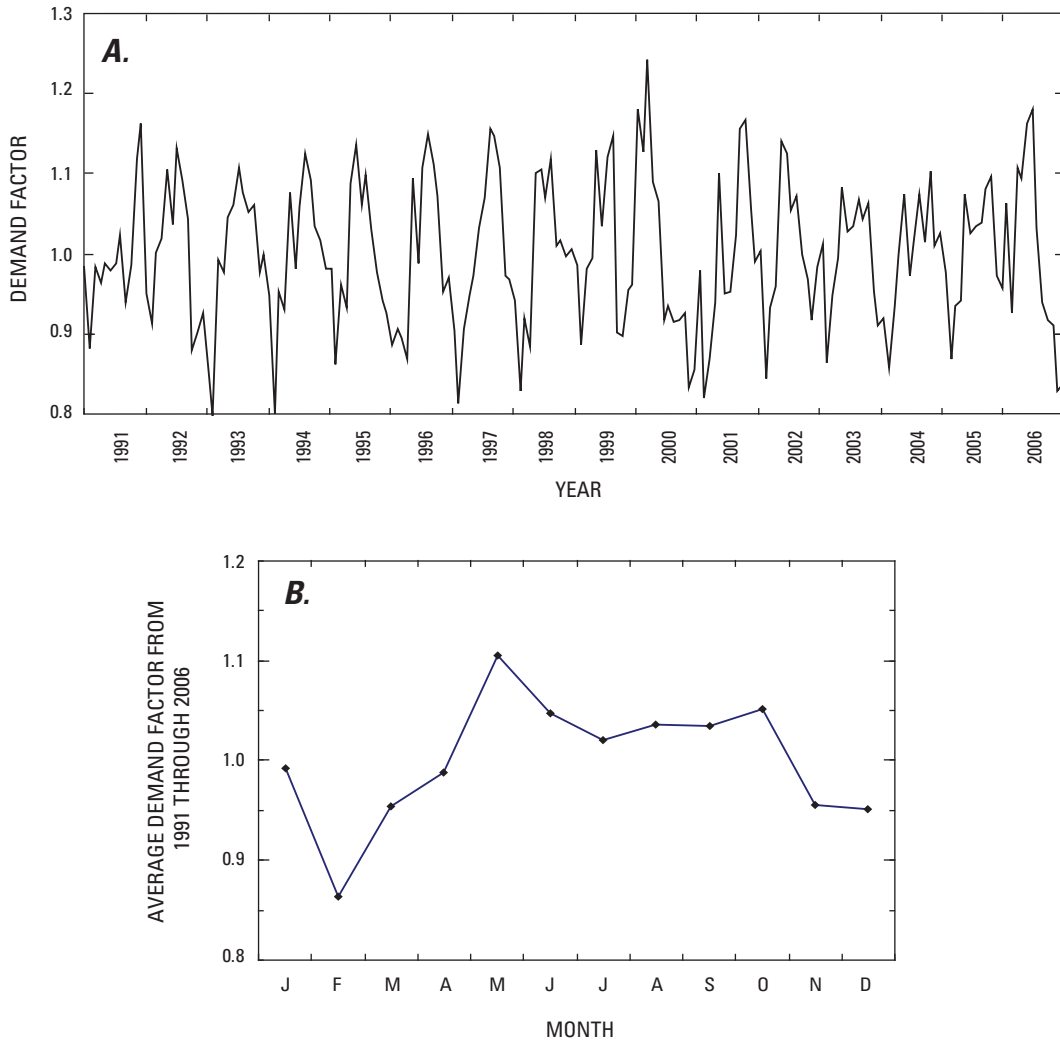 A.
DEMAND FACTOR
1.3
1.2
1.1
1.0
0.9
0.8
1991 1992 1993 1994 1995 1996 1997 1998 1999 2000 2001 2002 2003 2004 2005 2006
YEAR
B.
AVERAGE DEMAND FACTOR FROM
1991 THROUGH 2006
1.2
1.1
1.0
0.9
0.8
J F M A M J J A S O N D
MONTH